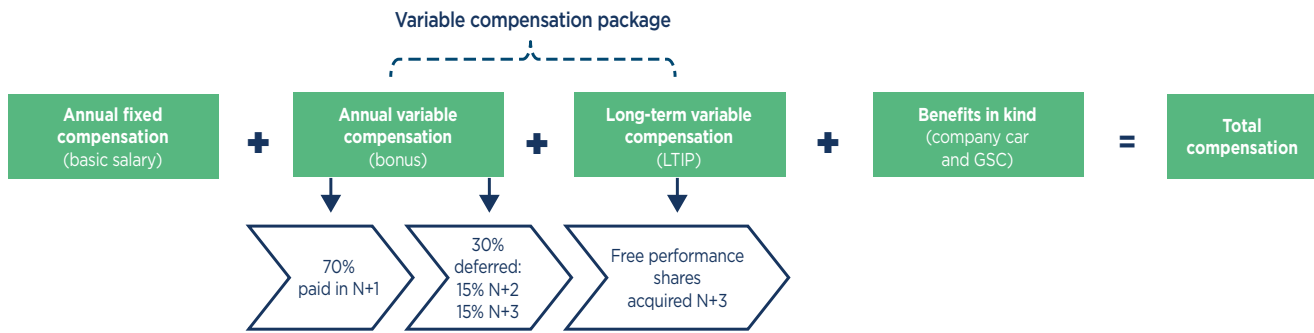 Variable compensation package
Annual fixed
compensation
(basic salary)
+
Annual variable
compensation
(bonus)
+
Long-term variable
compensation
(LTIP)
+
Benefits in kind
(company car
and GSC)
=
Total
compensation
70%
paid in N+1
30%
deferred:
15% N+2
15% N+3
Free performance
shares
acquired N+3